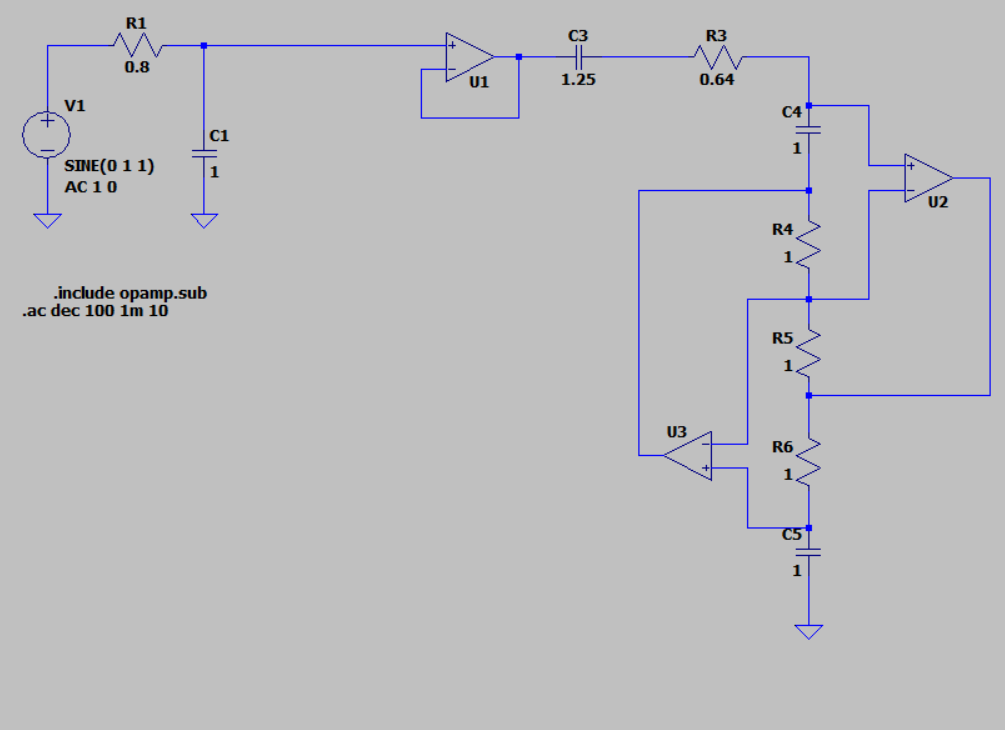 R1
0.8
V1
SINE(0 1 1)
AC 1 0
C1
1
U1
C3
1.25
R3
0.64
C4
1
U2
R4
1
R5
1
U3
R6
1
C5
1
.include opamp.sub
.ac dec 100 1m 10